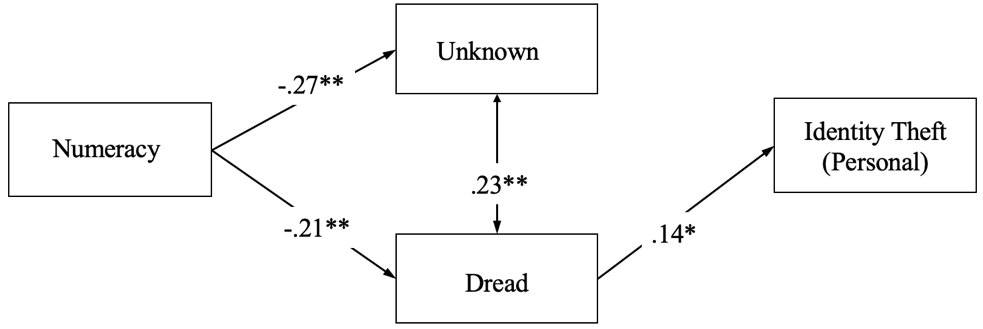 Unknown
-.27**
Numeracy
Identity Theft
(Personal)
.23**
-.21**
.14*
Dread